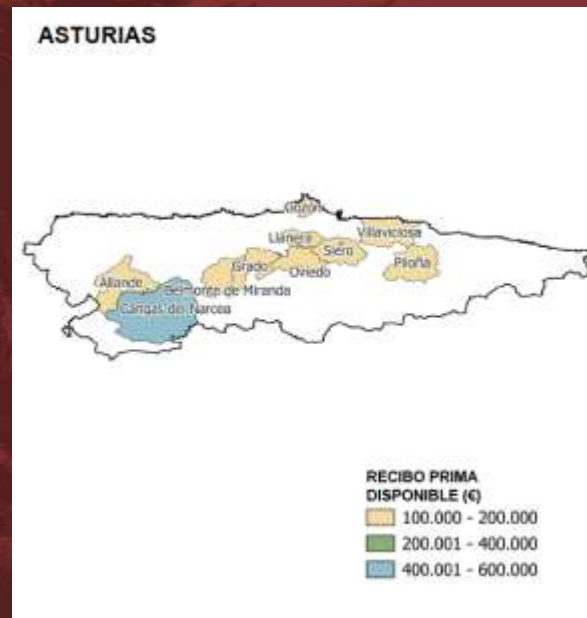 ASTURIAS
Gozón
Villaviciosa
Llanera
Siero
Piloña
Grado
Oviedo
Allande
Belmonte de Miranda
Cangas del Narcea
RECIBO PRIMA
DISPONIBLE (€)
100.000 - 200.000
200.001 - 400.000
400.001 - 600.000